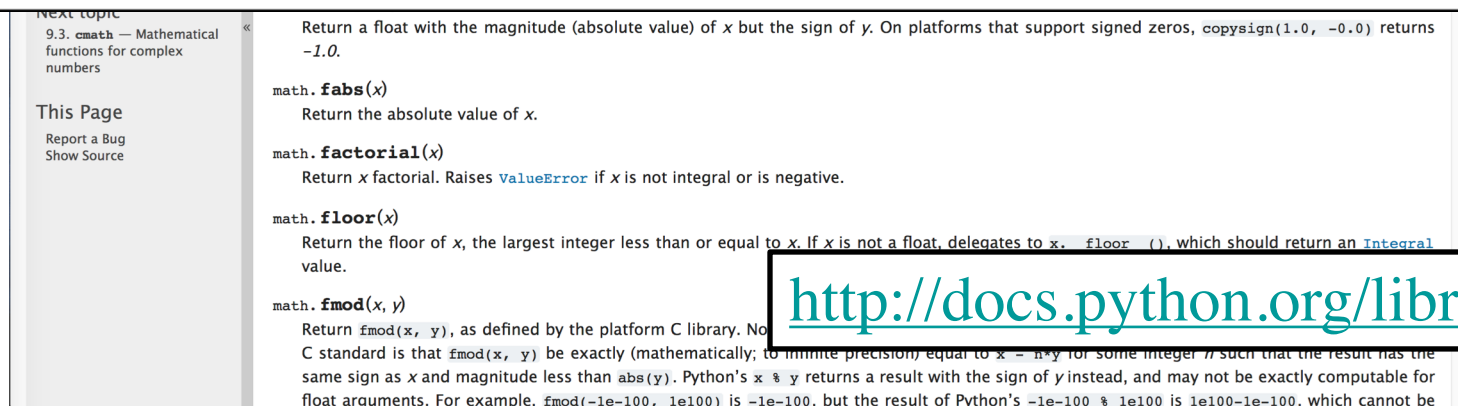 Next topic
9.3. cmath — Mathematical
functions for complex
numbers
This Page
Report a Bug
Show Source
«
Return a float with the magnitude (absolute value) of x but the sign of y. On platforms that support signed zeros, copysign(1.0, -0.0) returns
-1.0.
math.fabs(x)
Return the absolute value of x.
math.factorial(x)
Return x factorial. Raises ValueError if x is not integral or is negative.
math.floor(x)
Return the floor of x, the largest integer less than or equal to x. If x is not a float, delegates to x.__floor__(), which should return an Integral
value.
http://docs.python.org/libr
math.fmod(x, y)
Return fmod(x, y), as defined by the platform C library. No
C standard is that fmod(x, y) be exactly (mathematically; to infinite precision) equal to x - n*y for some integer n such that the result has the
same sign as x and magnitude less than abs(y). Python's x % y returns a result with the sign of y instead, and may not be exactly computable for
float arguments. For example, fmod(-1e-100, 1e100) is -1e-100, but the result of Python's -1e-100 % 1e100 is 1e100-1e-100, which cannot be